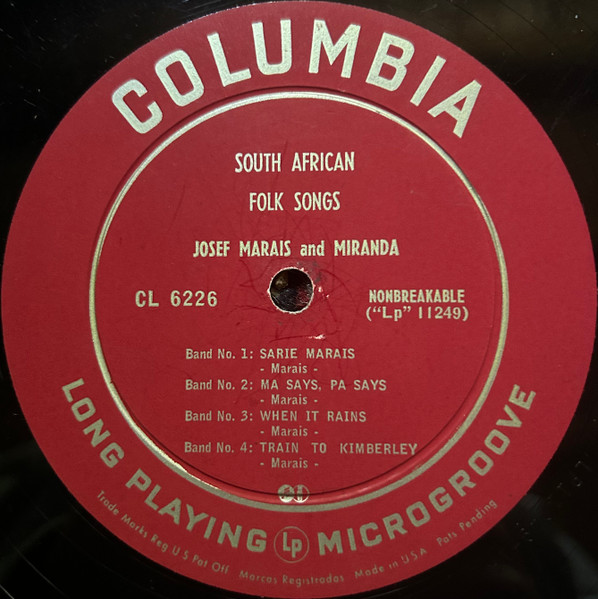 COLUMBIA
SOUTH AFRICAN
FOLK SONGS
JOSEF MARAIS and MIRANDA
CL 6226
NONBREAKABLE
("Lp" 11249)
Band No. 1: SARIE MARAIS
- Marais -
Band No. 2: MA SAYS, PA SAYS
- Marais -
Band No. 3: WHEN IT RAINS
- Marais -
Band No. 4: TRAIN TO KIMBERLEY
- Marais -
LONG PLAYING Lp MICROGROOVE
Trade Marks Reg U S Pat Off Marcas Registradas Made in U.S.A Pats Pending